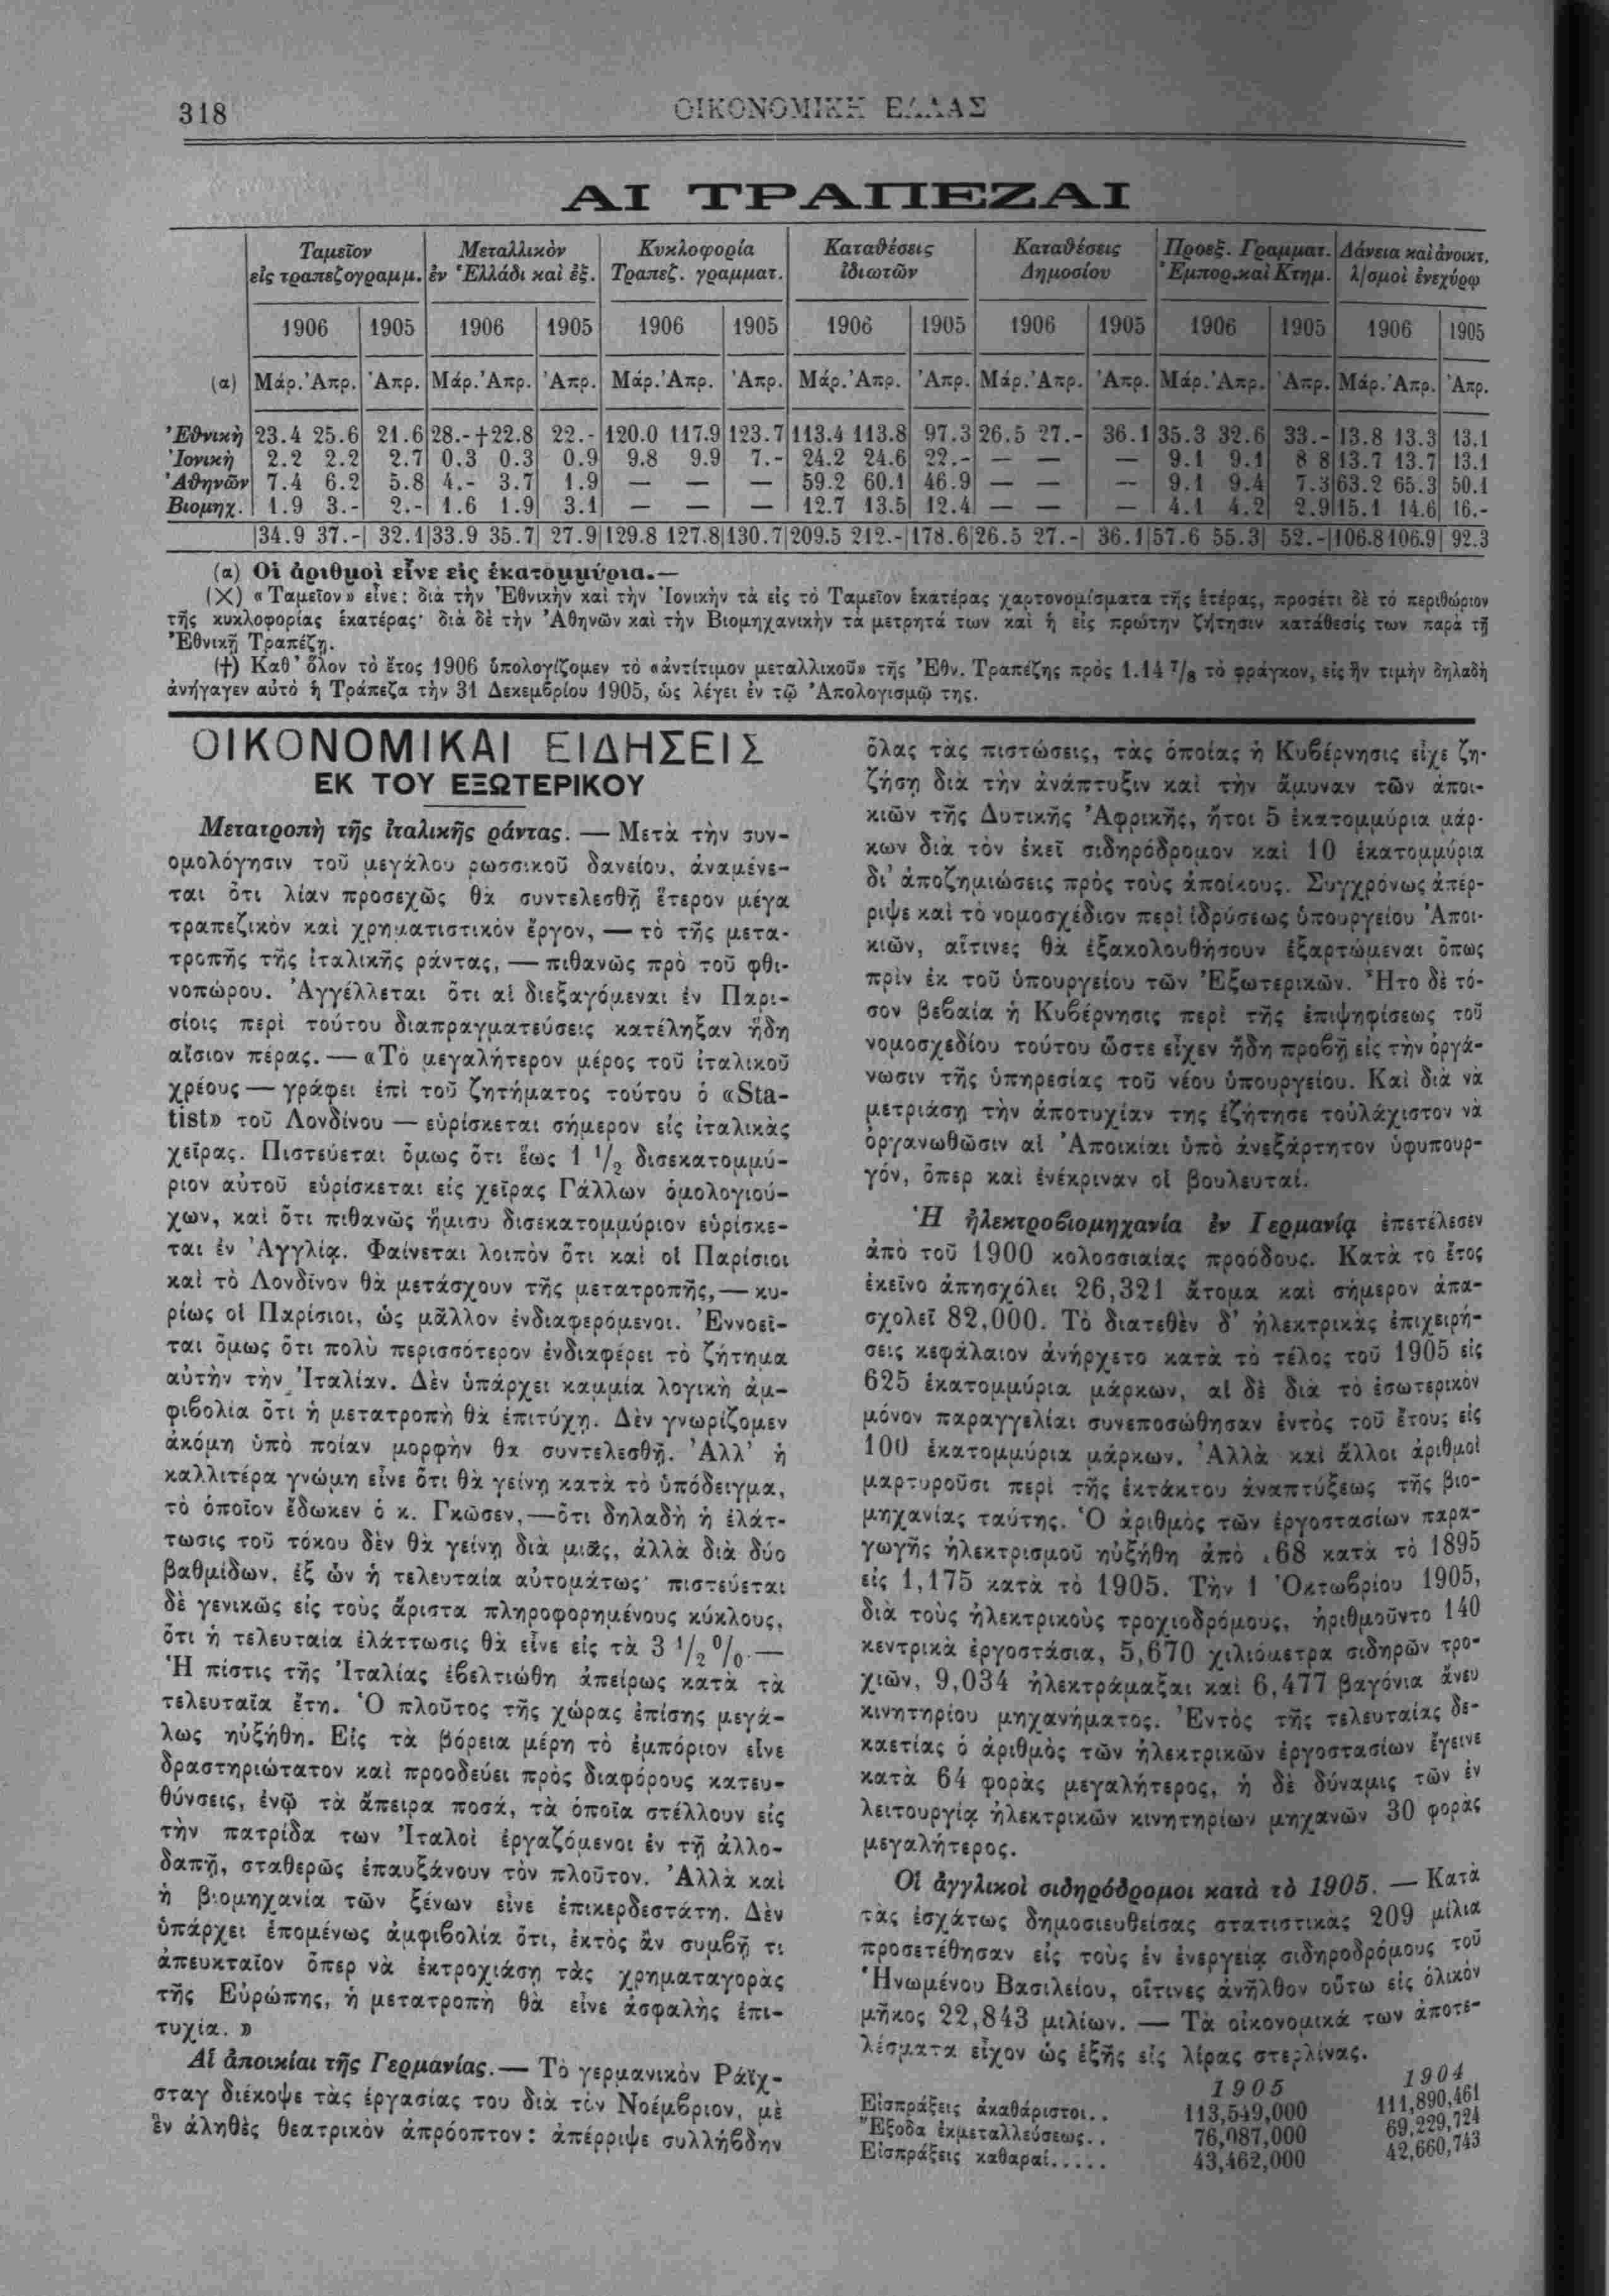 318
ΟΙΚΟΝΟΜΙΚΗ ΕΛΛΑΣ
ΑΙ ΤΡΑΠΕΖΑΙ
Ταμεῖον Μεταλλικὸν Κυκλοφορία Καταθέσεις Καταθέσεις Προεξ. Γραμματ. Δάνεια καὶ ἀνοικτ.
εἰς τραπεζογραμμ. ἐν Ἑλλάδι καὶ ἐξ. Τραπεζ. γραμματ. ἰδιωτῶν Δημοσίου Ἐμπορ. καὶ Κτημ. λ/σμοὶ ἐνεχύρῳ
1906 1905 1906 1905 1906 1905 1906 1905 1906 1905 1906 1905 1906 1905
(α) Μάρ. Ἀπρ. Ἀπρ. Μάρ. Ἀπρ. Ἀπρ. Μάρ. Ἀπρ. Ἀπρ. Μάρ. Ἀπρ. Ἀπρ. Μάρ. Ἀπρ. Ἀπρ. Μάρ. Ἀπρ. Ἀπρ. Μάρ. Ἀπρ. Ἀπρ.
Ἐθνικὴ 23.4 25.6 21.6 28.- †22.8 22.- 120.0 117.9 123.7 113.4 113.8 97.3 26.5 27.- 36.1 35.3 32.6 33.- 13.8 13.3 13.1
Ἰονικὴ 2.2 2.2 2.7 0.3 0.3 0.9 9.8 9.9 7.- 24.2 24.6 22.- — — — 9.1 9.1 8 8 13.7 13.7 13.1
Ἀθηνῶν 7.4 6.2 5.8 4.- 3.7 1.9 — — — 59.2 60.1 46.9 — — — 9.1 9.4 7.3 63.2 65.3 50.1
Βιομηχ. 1.9 3.- 2.- 1.6 1.9 3.1 — — — 12.7 13.5 12.4 — — — 4.1 4.2 2.9 15.1 14.6 16.-
34.9 37.- 32.1 33.9 35.7 27.9 129.8 127.8 130.7 209.5 212.- 178.6 26.5 27.- 36.1 57.6 55.3 52.- 106.8 106.9 92.3
(α) Οἱ ἀριθμοὶ εἶνε εἰς ἑκατομμύρια.—
(Χ) «Ταμεῖον» εἶνε: διὰ τὴν Ἐθνικὴν καὶ τὴν Ἰονικὴν τὰ εἰς τὸ Ταμεῖον ἑκατέρας χαρτονομίσματα τῆς ἑτέρας, προσέτι δὲ τὸ περιθώριον
τῆς κυκλοφορίας ἑκατέρας· διὰ δὲ τὴν Ἀθηνῶν καὶ τὴν Βιομηχανικὴν τὰ μετρητά των καὶ ἡ εἰς πρώτην ζήτησιν κατάθεσίς των παρὰ τῇ
Ἐθνικῇ Τραπέζῃ.
(†) Καθ' ὅλον τὸ ἔτος 1906 ὑπολογίζομεν τὸ «ἀντίτιμον μεταλλικοῦ» τῆς Ἐθν. Τραπέζης πρὸς 1.14 7/8 τὸ φράγκον, εἰς ἣν τιμὴν δηλαδὴ
ἀνήγαγεν αὐτὸ ἡ Τράπεζα τὴν 31 Δεκεμβρίου 1905, ὡς λέγει ἐν τῷ Ἀπολογισμῷ της.
ΟΙΚΟΝΟΜΙΚΑΙ ΕΙΔΗΣΕΙΣ
ΕΚ ΤΟΥ ΕΞΩΤΕΡΙΚΟΥ
Μετατροπὴ τῆς ἰταλικῆς ράντας. — Μετὰ τὴν συν-
ομολόγησιν τοῦ μεγάλου ρωσσικοῦ δανείου, ἀναμένε-
ται ὅτι λίαν προσεχῶς θὰ συντελεσθῇ ἕτερον μέγα
τραπεζικὸν καὶ χρηματιστικὸν ἔργον, — τὸ τῆς μετα-
τροπῆς τῆς ἰταλικῆς ράντας, — πιθανῶς πρὸ τοῦ φθι-
νοπώρου. Ἀγγέλλεται ὅτι αἱ διεξαγόμεναι ἐν Παρι-
σίοις περὶ τούτου διαπραγματεύσεις κατέληξαν ἤδη
αἴσιον πέρας. — «Τὸ μεγαλήτερον μέρος τοῦ ἰταλικοῦ
χρέους — γράφει ἐπὶ τοῦ ζητήματος τούτου ὁ «Sta-
tist» τοῦ Λονδίνου — εὑρίσκεται σήμερον εἰς ἰταλικὰς
χεῖρας. Πιστεύεται ὅμως ὅτι ἕως 1 1/2 δισεκατομμύ-
ριον αὐτοῦ εὑρίσκεται εἰς χεῖρας Γάλλων ὁμολογιού-
χων, καὶ ὅτι πιθανῶς ἥμισυ δισεκατομμύριον εὑρίσκε-
ται ἐν Ἀγγλίᾳ. Φαίνεται λοιπὸν ὅτι καὶ οἱ Παρίσιοι
καὶ τὸ Λονδῖνον θὰ μετάσχουν τῆς μετατροπῆς, — κυ-
ρίως οἱ Παρίσιοι, ὡς μᾶλλον ἐνδιαφερόμενοι. Ἐννοεῖ-
ται ὅμως ὅτι πολὺ περισσότερον ἐνδιαφέρει τὸ ζήτημα
αὐτὴν τὴν Ἰταλίαν. Δὲν ὑπάρχει καμμία λογικὴ ἀμ-
φιβολία ὅτι ἡ μετατροπὴ θὰ ἐπιτύχῃ. Δὲν γνωρίζομεν
ἀκόμη ὑπὸ ποίαν μορφὴν θα συντελεσθῇ. Ἀλλ' ἡ
καλλιτέρα γνώμη εἶνε ὅτι θὰ γείνῃ κατὰ τὸ ὑπόδειγμα,
τὸ ὁποῖον ἔδωκεν ὁ κ. Γκῶσεν, — ὅτι δηλαδὴ ἡ ἐλάτ-
τωσις τοῦ τόκου δὲν θὰ γείνῃ διὰ μιᾶς, ἀλλὰ διὰ δύο
βαθμίδων, ἐξ ὧν ἡ τελευταία αὐτομάτως· πιστεύεται
δὲ γενικῶς εἰς τοὺς ἄριστα πληροφορημένους κύκλους,
ὅτι ἡ τελευταία ἐλάττωσις θὰ εἶνε εἰς τὰ 3 1/2 0/0. —
Ἡ πίστις τῆς Ἰταλίας ἐβελτιώθη ἀπείρως κατὰ τὰ
τελευταῖα ἔτη. Ὁ πλοῦτος τῆς χώρας ἐπίσης μεγά-
λως ηὐξήθη. Εἰς τὰ βόρεια μέρη τὸ ἐμπόριον εἶνε
δραστηριώτατον καὶ προοδεύει πρὸς διαφόρους κατευ-
θύνσεις, ἐνῷ τὰ ἄπειρα ποσά, τὰ ὁποῖα στέλλουν εἰς
τὴν πατρίδα των Ἰταλοὶ ἐργαζόμενοι ἐν τῇ ἀλλο-
δαπῇ, σταθερῶς ἐπαυξάνουν τὸν πλοῦτον. Ἀλλὰ καὶ
ἡ βιομηχανία τῶν ξένων εἶνε ἐπικερδεστάτη. Δὲν
ὑπάρχει ἑπομένως ἀμφιβολία ὅτι, ἐκτὸς ἂν συμβῇ τι
ἀπευκταῖον ὅπερ νὰ ἐκτροχιάσῃ τὰς χρηματαγορὰς
τῆς Εὐρώπης, ἡ μετατροπὴ θὰ εἶνε ἀσφαλὴς ἐπι-
τυχία. »
Αἱ ἀποικίαι τῆς Γερμανίας. — Τὸ γερμανικὸν Ράϊχ-
σταγ διέκοψε τὰς ἐργασίας του διὰ τὸν Νοέμβριον, μὲ
ἓν ἀληθὲς θεατρικὸν ἀπρόοπτον: ἀπέρριψε συλλήβδην
ὅλας τὰς πιστώσεις, τὰς ὁποίας ἡ Κυβέρνησις εἶχε ζη-
ζήσῃ διὰ τὴν ἀνάπτυξιν καὶ τὴν ἄμυναν τῶν ἀποι-
κιῶν τῆς Δυτικῆς Ἀφρικῆς, ἤτοι 5 ἑκατομμύρια μάρ-
κων διὰ τὸν ἐκεῖ σιδηρόδρομον καὶ 10 ἑκατομμύρια
δι' ἀποζημιώσεις πρὸς τοὺς ἀποίκους. Συγχρόνως ἀπέρ-
ριψε καὶ τὸ νομοσχέδιον περὶ ἱδρύσεως ὑπουργείου Ἀποι-
κιῶν, αἵτινες θὰ ἐξακολουθήσουν ἐξαρτώμεναι ὅπως
πρὶν ἐκ τοῦ ὑπουργείου τῶν Ἐξωτερικῶν. Ἦτο δὲ τό-
σον βεβαία ἡ Κυβέρνησις περὶ τῆς ἐπιψηφίσεως τοῦ
νομοσχεδίου τούτου ὥστε εἶχεν ἤδη προβῇ εἰς τὴν ὀργά-
νωσιν τῆς ὑπηρεσίας τοῦ νέου ὑπουργείου. Καὶ διὰ νὰ
μετριάσῃ τὴν ἀποτυχίαν της ἐζήτησε τοὐλάχιστον νὰ
ὀργανωθῶσιν αἱ Ἀποικίαι ὑπὸ ἀνεξάρτητον ὑφυπουρ-
γόν, ὅπερ καὶ ἐνέκριναν οἱ βουλευταί.
Ἡ ἠλεκτροβιομηχανία ἐν Γερμανίᾳ ἐπετέλεσεν
ἀπὸ τοῦ 1900 κολοσσιαίας προόδους. Κατὰ το ἔτος
ἐκεῖνο ἀπησχόλει 26,321 ἄτομα καὶ σήμερον ἀπα-
σχολεῖ 82,000. Τὸ διατεθὲν δ' ἠλεκτρικὰς ἐπιχειρή-
σεις κεφάλαιον ἀνήρχετο κατὰ τὸ τέλος τοῦ 1905 εἰς
625 ἑκατομμύρια μάρκων, αἱ δὲ διὰ τὸ ἐσωτερικὸν
μόνον παραγγελίαι συνεποσώθησαν ἐντὸς τοῦ ἔτους εἰς
100 ἑκατομμύρια μάρκων. Ἀλλὰ καὶ ἄλλοι ἀριθμοὶ
μαρτυροῦσι περὶ τῆς ἐκτάκτου ἀναπτύξεως τῆς βιο-
μηχανίας ταύτης. Ὁ ἀριθμὸς τῶν ἐργοστασίων παρα-
γωγῆς ἠλεκτρισμοῦ ηὐξήθη ἀπὸ 68 κατὰ τὸ 1895
εἰς 1,175 κατὰ τὸ 1905. Τὴν 1 Ὀκτωβρίου 1905,
διὰ τοὺς ἠλεκτρικοὺς τροχιοδρόμους, ἠριθμοῦντο 140
κεντρικὰ ἐργοστάσια, 5,670 χιλιόμετρα σιδηρῶν τρο-
χιῶν, 9,034 ἠλεκτράμαξαι καὶ 6,477 βαγόνια ἄνευ
κινητηρίου μηχανήματος. Ἐντὸς τῆς τελευταίας δε-
καετίας ὁ ἀριθμὸς τῶν ἠλεκτρικῶν ἐργοστασίων ἔγεινε
κατὰ 64 φορὰς μεγαλήτερος, ἡ δὲ δύναμις τῶν ἐν
λειτουργίᾳ ἠλεκτρικῶν κινητηρίων μηχανῶν 30 φορὰς
μεγαλήτερος.
Οἱ ἀγγλικοὶ σιδηρόδρομοι κατὰ τὸ 1905. — Κατὰ
τὰς ἐσχάτως δημοσιευθείσας στατιστικὰς 209 μίλια
προσετέθησαν εἰς τοὺς ἐν ἐνεργείᾳ σιδηροδρόμους τοῦ
Ἡνωμένου Βασιλείου, οἵτινες ἀνῆλθον οὕτω εἰς ὁλικὸν
μῆκος 22,843 μιλίων. — Τὰ οἰκονομικά των ἀποτε-
λέσματα εἶχον ὡς ἑξῆς εἰς λίρας στερλίνας.
1905 1904
Εἰσπράξεις ἀκαθάριστοι.. 113,549,000 111,890,461
Ἔξοδα ἐκμεταλλεύσεως.. 76,087,000 69,229,724
Εἰσπράξεις καθαραί..... 43,462,000 42,660,743